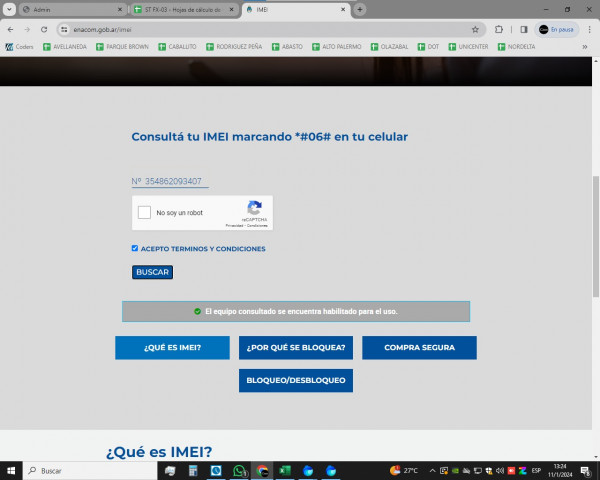 Admin
ST FX-03 - Hojas de cálculo de
IMEI
enacom.gob.ar/imei
En pausa
Coders
AVELLANEDA
PARQUE BROWN
CABALLITO
RODRIGUEZ PEÑA
ABASTO
ALTO PALERMO
OLAZABAL
DOT
UNICENTER
NORDELTA
»
Consultá tu IMEI marcando *#06# en tu celular
Nº 354862093407
No soy un robot
reCAPTCHA
Privacidad - Condiciones
ACEPTO TERMINOS Y CONDICIONES
BUSCAR
El equipo consultado se encuentra habilitado para el uso.
¿QUÉ ES IMEI?
¿POR QUÉ SE BLOQUEA?
COMPRA SEGURA
BLOQUEO/DESBLOQUEO
¿Qué es IMEI?
Buscar
27°C
ESP
13:24
11/1/2024